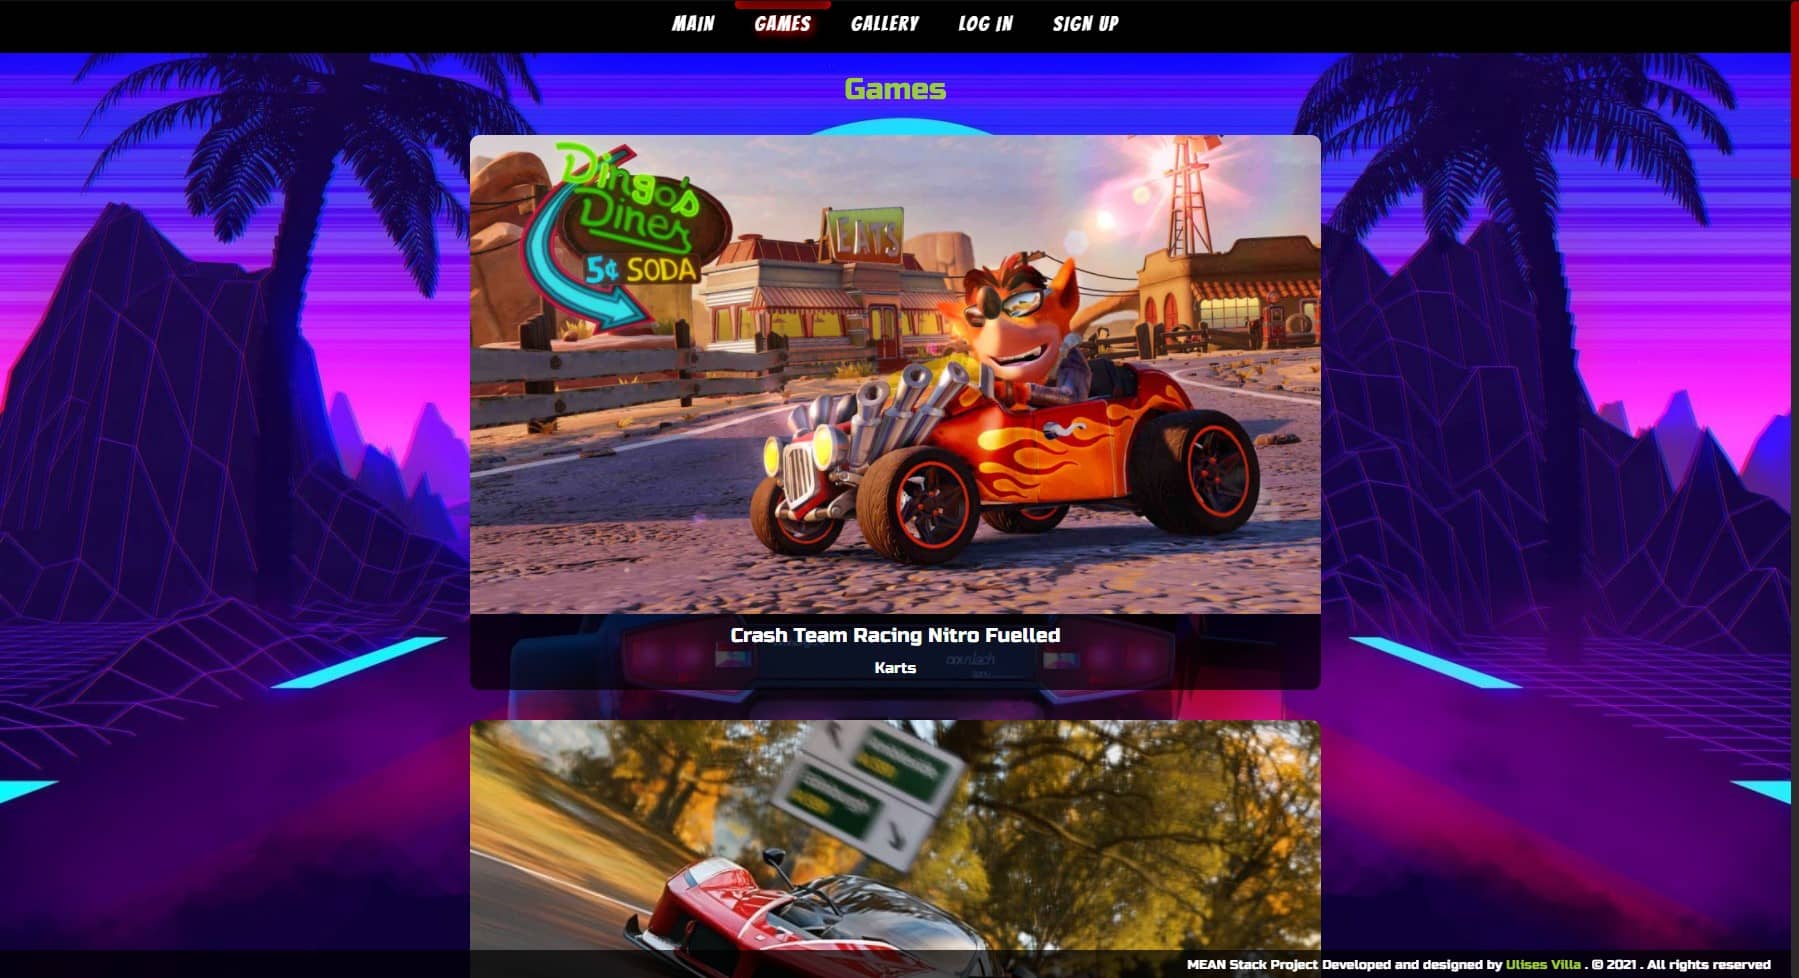 MAIN GAMES GALLERY LOG IN SIGN UP
Games
Dingo's
Diner
5¢ SODA
EATS
Crash Team Racing Nitro Fuelled
Karts
MEAN Stack Project Developed and designed by Ulises Villa . © 2021 . All rights reserved